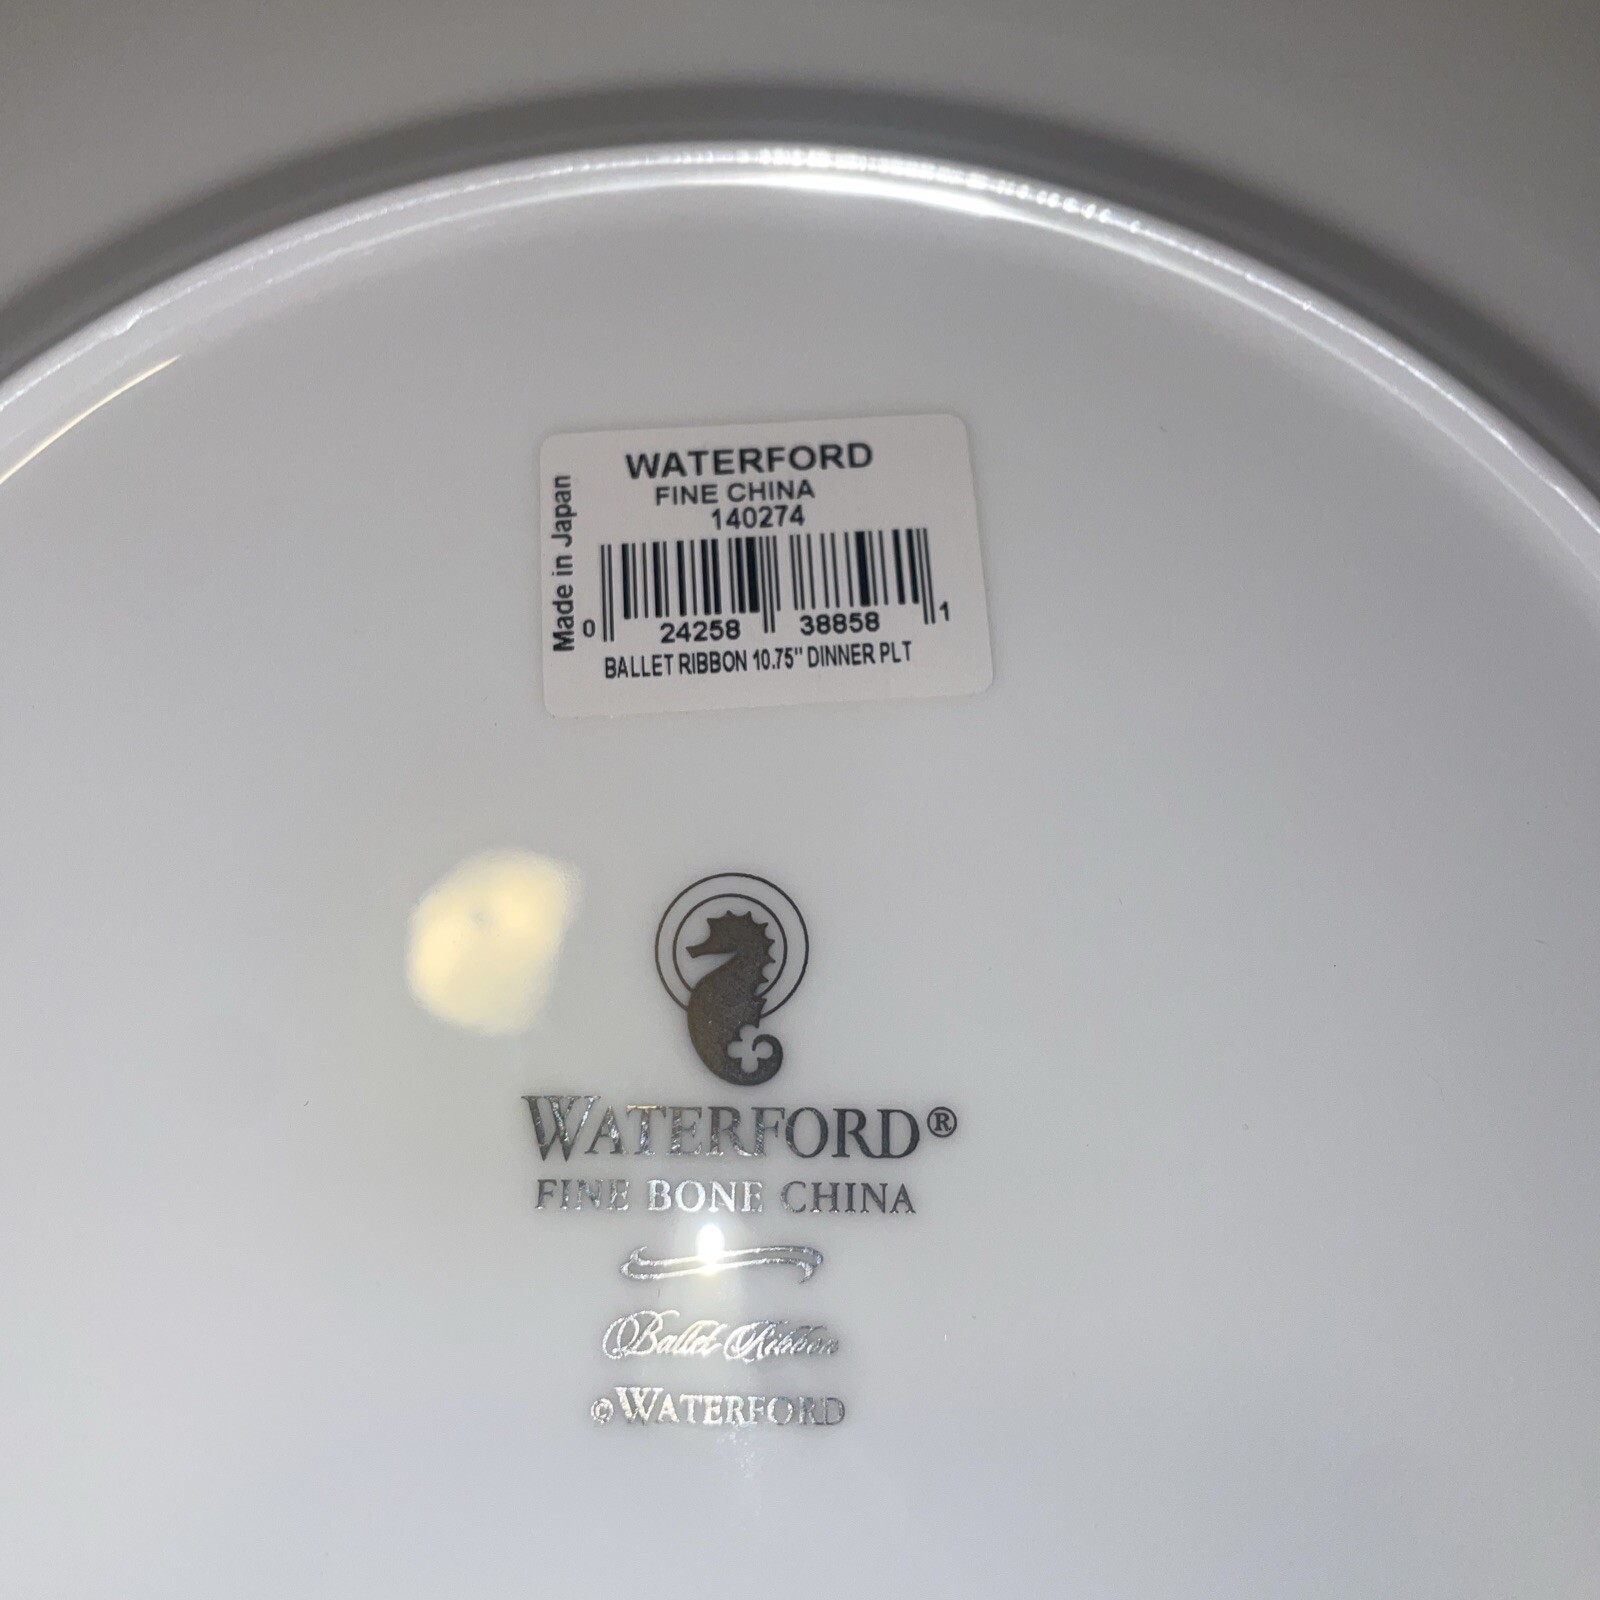 WATERFORD
FINE CHINA
140274
Made in Japan
0 24258 38858 1
BALLET RIBBON 10.75" DINNER PLT
WATERFORD®
FINE BONE CHINA
Ballet Ribbon
©WATERFORD